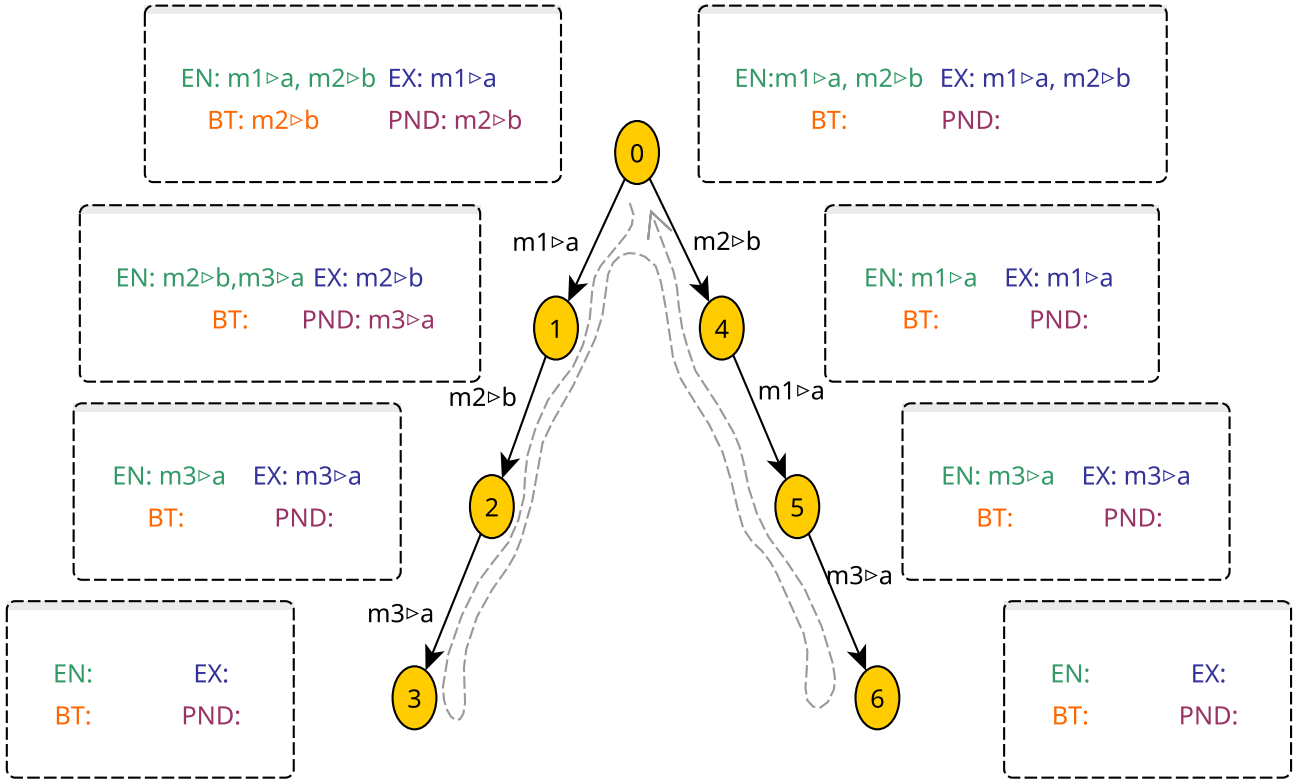 EN: m1▹a, m2▹b EX: m1▹a
BT: m2▹b PND: m2▹b
EN:m1▹a, m2▹b EX: m1▹a, m2▹b
BT: PND:
0
m1▹a
m2▹b
EN: m2▹b,m3▹a EX: m2▹b
BT: PND: m3▹a
1
4
EN: m1▹a EX: m1▹a
BT: PND:
m2▹b
m1▹a
EN: m3▹a EX: m3▹a
BT: PND:
2
5
EN: m3▹a EX: m3▹a
BT: PND:
m3▹a
m3▹a
EN: EX:
BT: PND:
3
6
EN: EX:
BT: PND: